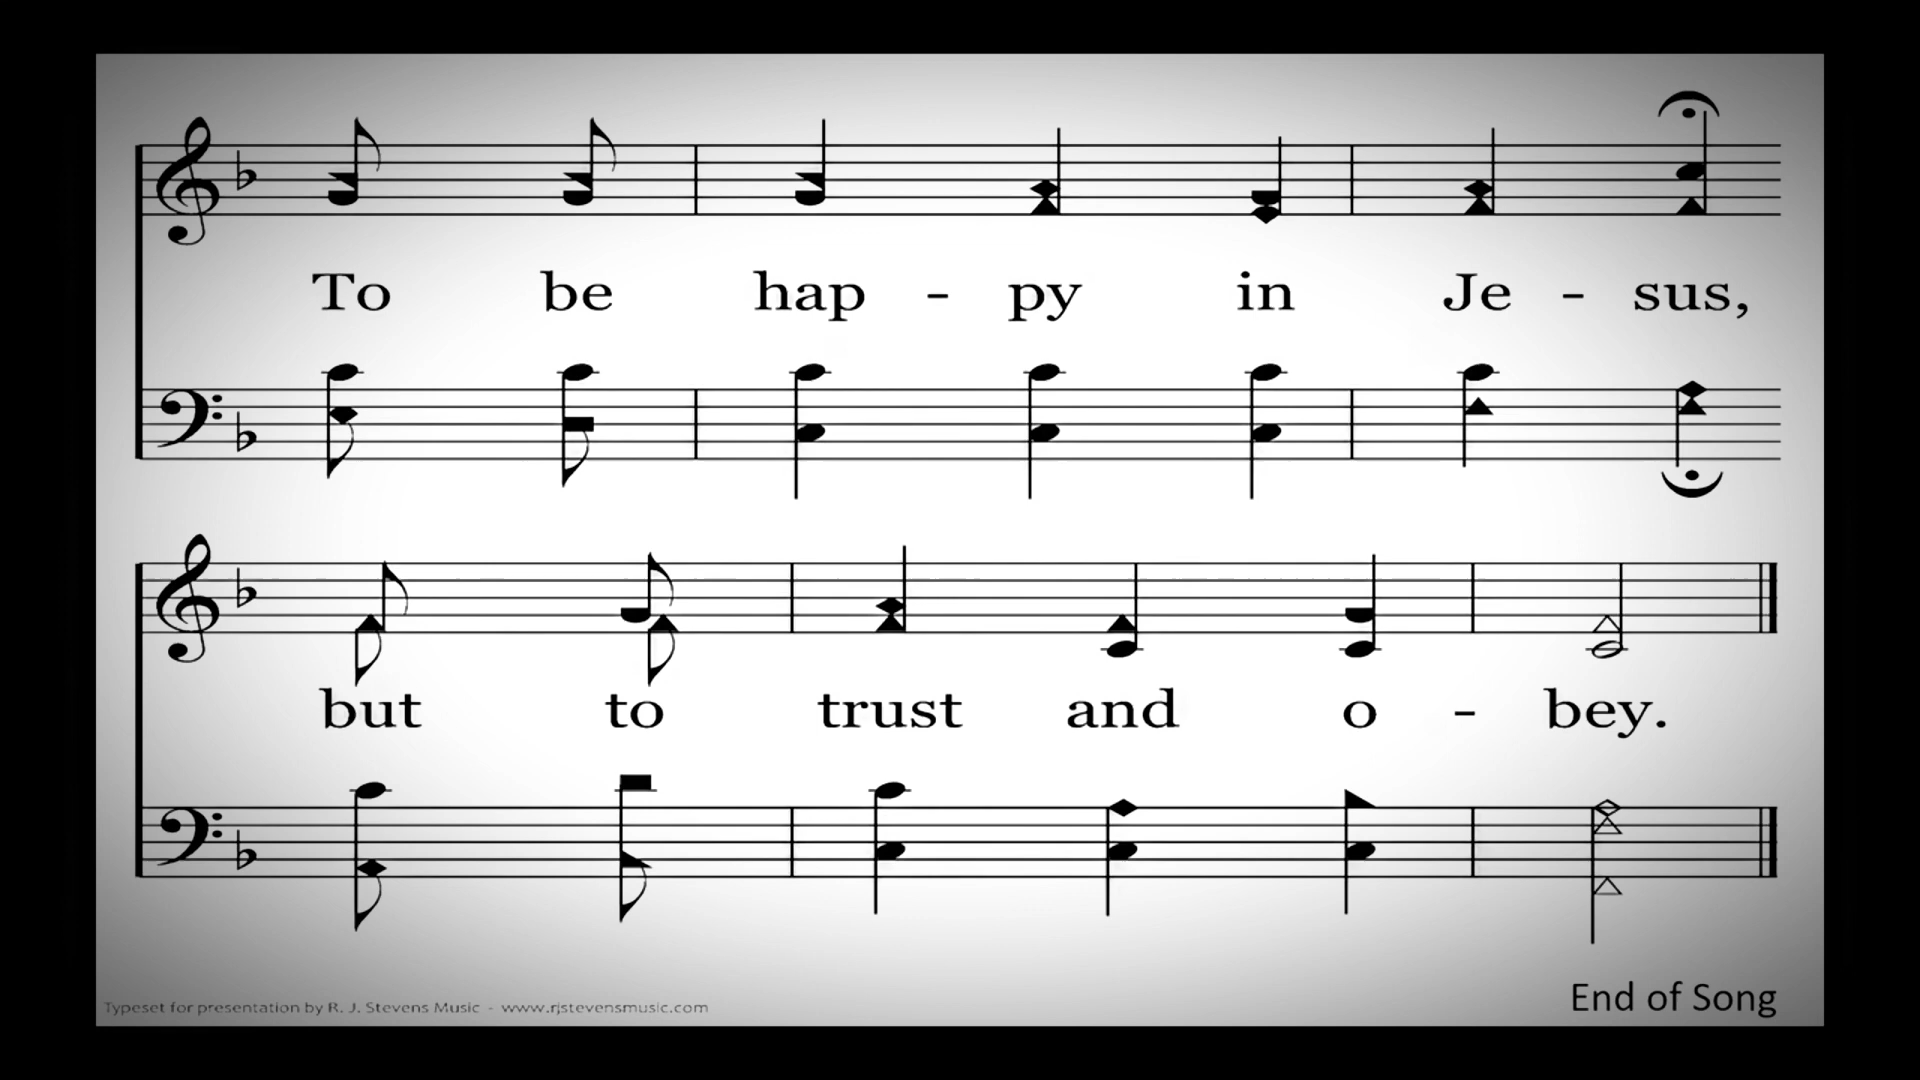 To be hap - py in Je - sus,
but to trust and o - bey.
Typeset for presentation by R. J. Stevens Music - www.rjstevensmusic.com
End of Song